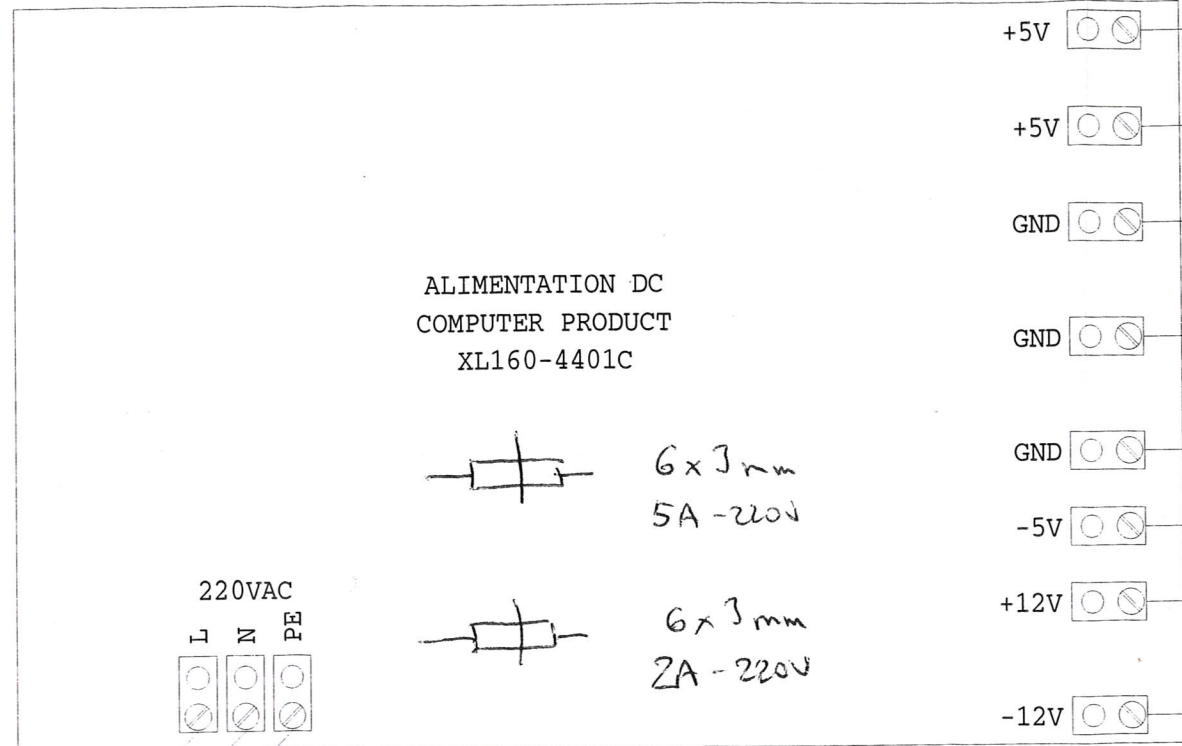 +5V
+5V
GND
ALIMENTATION DC
COMPUTER PRODUCT
XL160-4401C
GND
GND
6x3mm
5A-220V
-5V
220VAC
+12V
L N PE
6x3mm
2A-220V
-12V